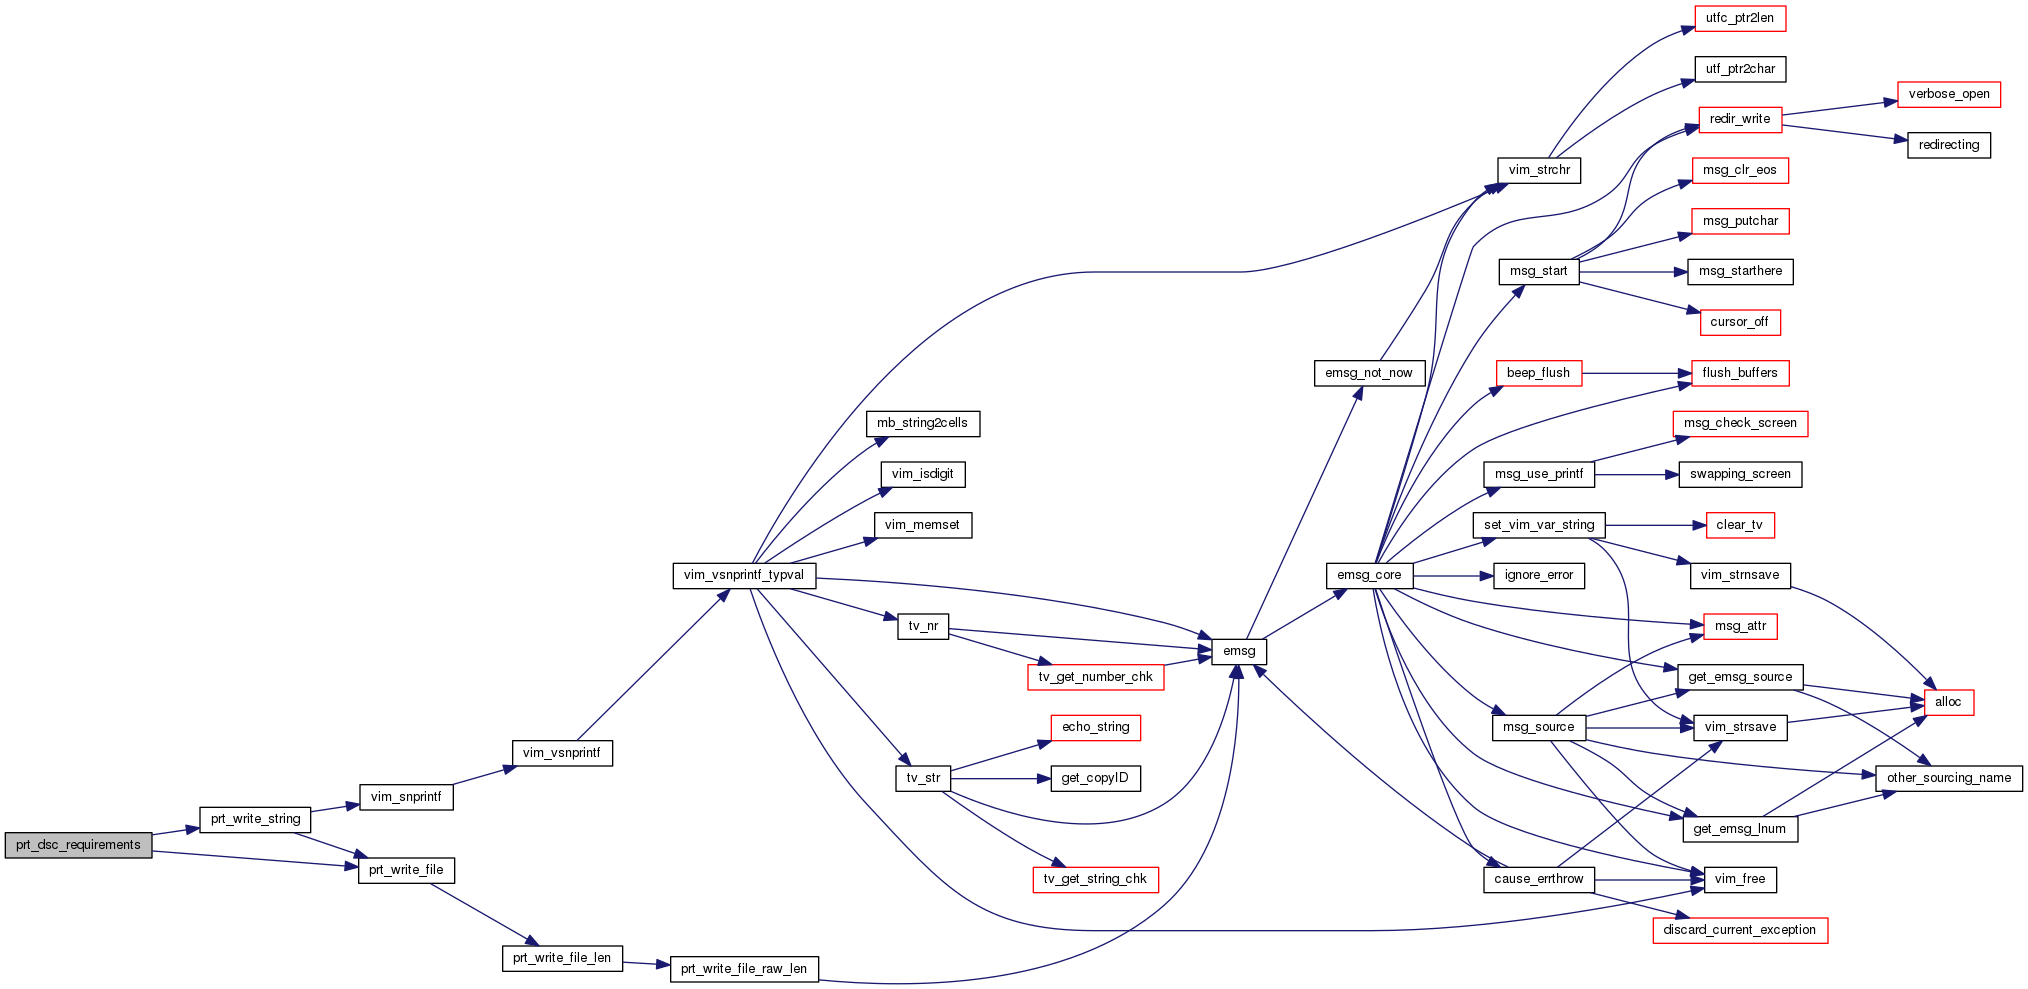 prt_dsc_requirements
prt_write_string
prt_write_file
vim_snprintf
vim_vsnprintf
prt_write_file_len
prt_write_file_raw_len
vim_vsnprintf_typval
mb_string2cells
vim_isdigit
vim_memset
tv_nr
tv_str
tv_get_number_chk
echo_string
get_copyID
tv_get_string_chk
emsg
emsg_not_now
emsg_core
vim_strchr
msg_start
beep_flush
msg_use_printf
set_vim_var_string
ignore_error
msg_source
cause_errthrow
utfc_ptr2len
utf_ptr2char
redir_write
msg_clr_eos
msg_putchar
msg_starthere
cursor_off
flush_buffers
msg_check_screen
swapping_screen
clear_tv
vim_strnsave
msg_attr
get_emsg_source
vim_strsave
get_emsg_lnum
vim_free
discard_current_exception
verbose_open
redirecting
alloc
other_sourcing_name